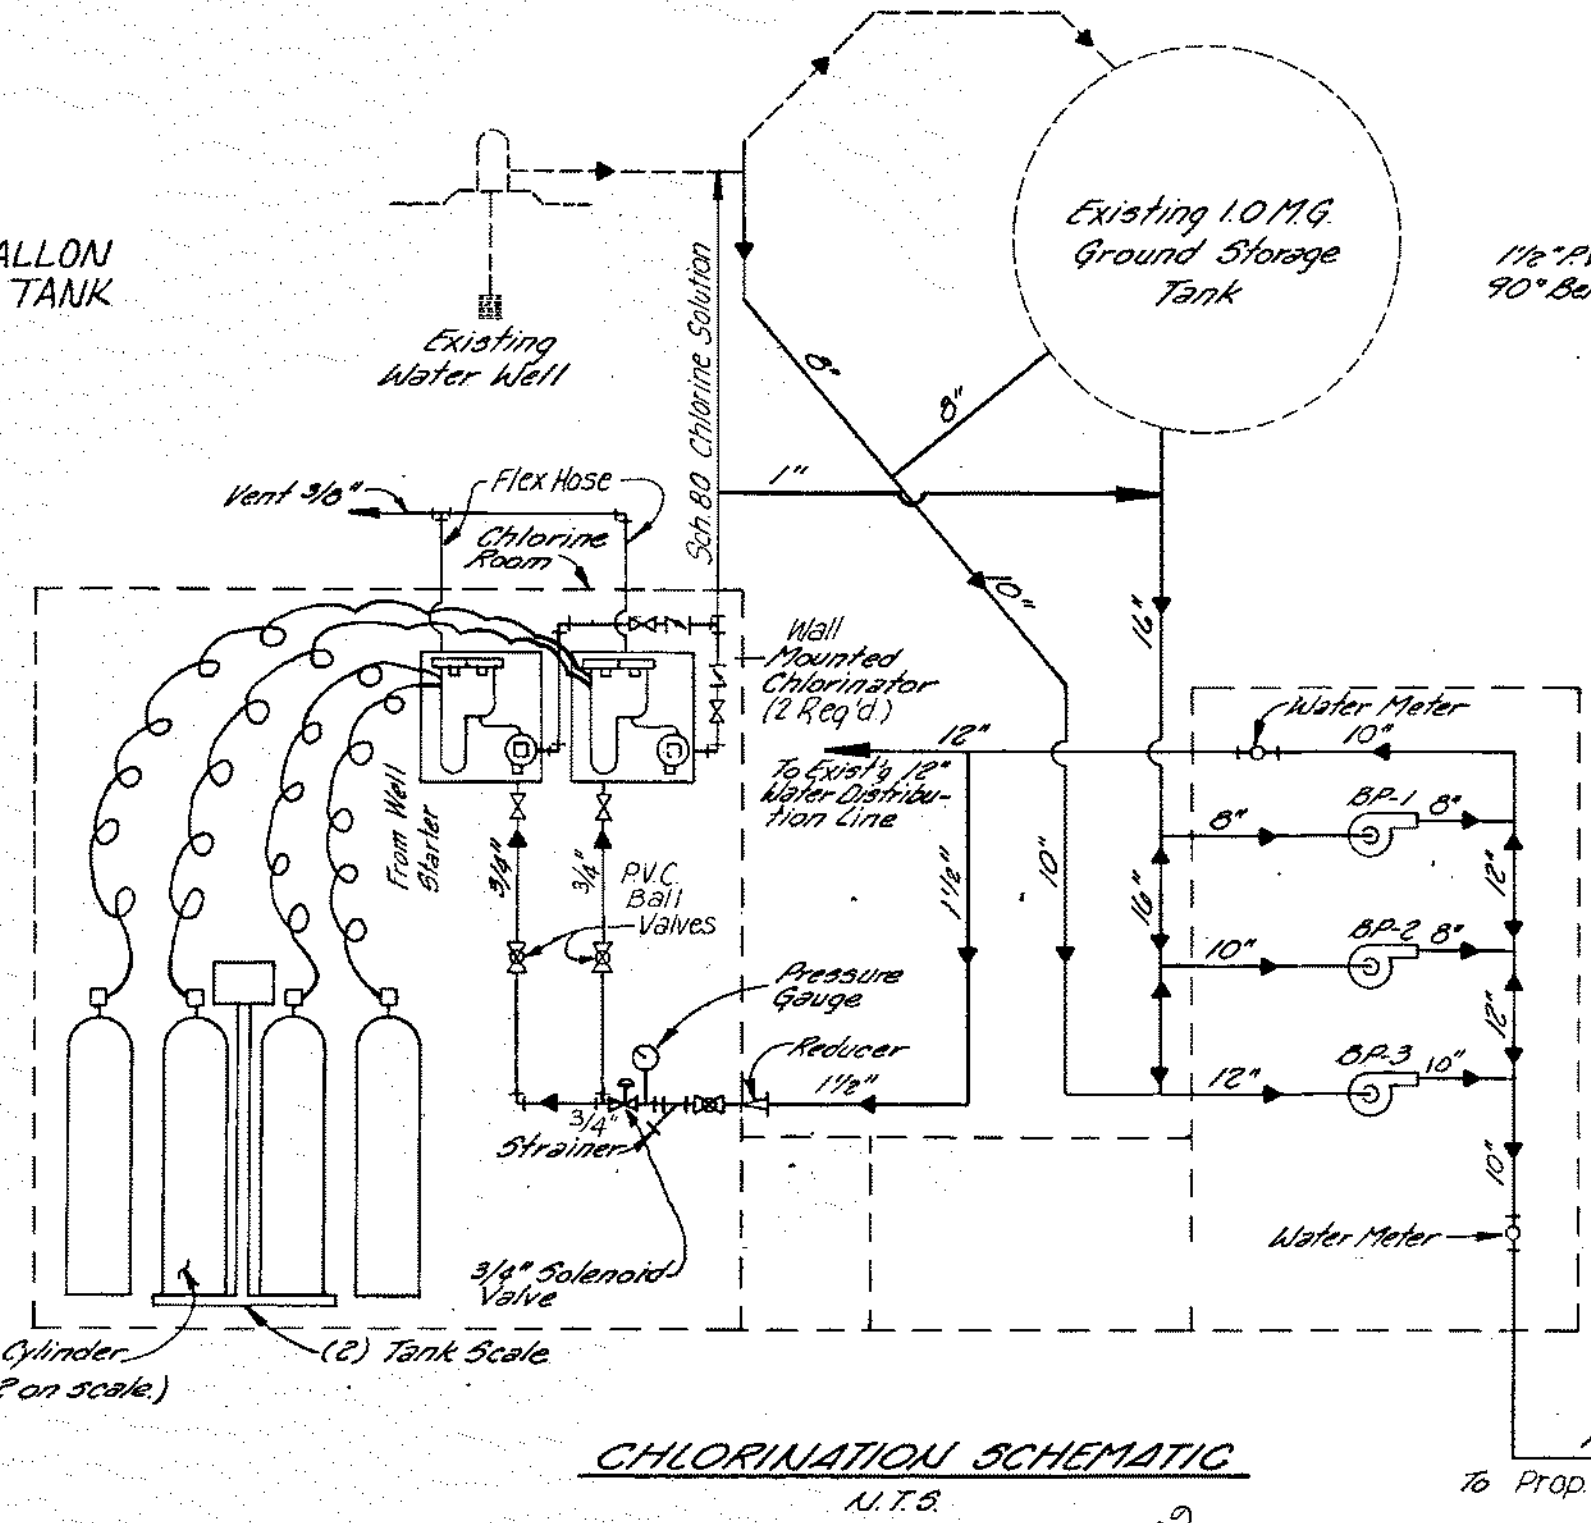 ALLON
TANK
Existing
Water Well
Existing 1.0 M.G.
Ground Storage
Tank
1½" P.V
90° Be
8"
8"
Sch. 80 Chlorine Solution
1"
Vent 3/8"
Flex Hose
Chlorine
Room
10"
16"
Wall
Mounted
Chlorinator
(2 Req'd.)
Water Meter
12"
10"
To Exist'g 12"
Water Distribu-
tion Line
From Well
Starter
3/4"
3/4"
P.V.C.
Ball
Valves
1½"
10"
16"
8"
BP-1
8"
12"
10"
BP-2
8"
12"
Pressure
Gauge
Reducer
1½"
12"
BP-3
10"
3/4"
Strainer
10"
Water Meter
3/4" Solenoid
Valve
Cylinder
2 on scale.)
(2) Tank Scale
CHLORINATION SCHEMATIC
N.T.S.
To Prop.